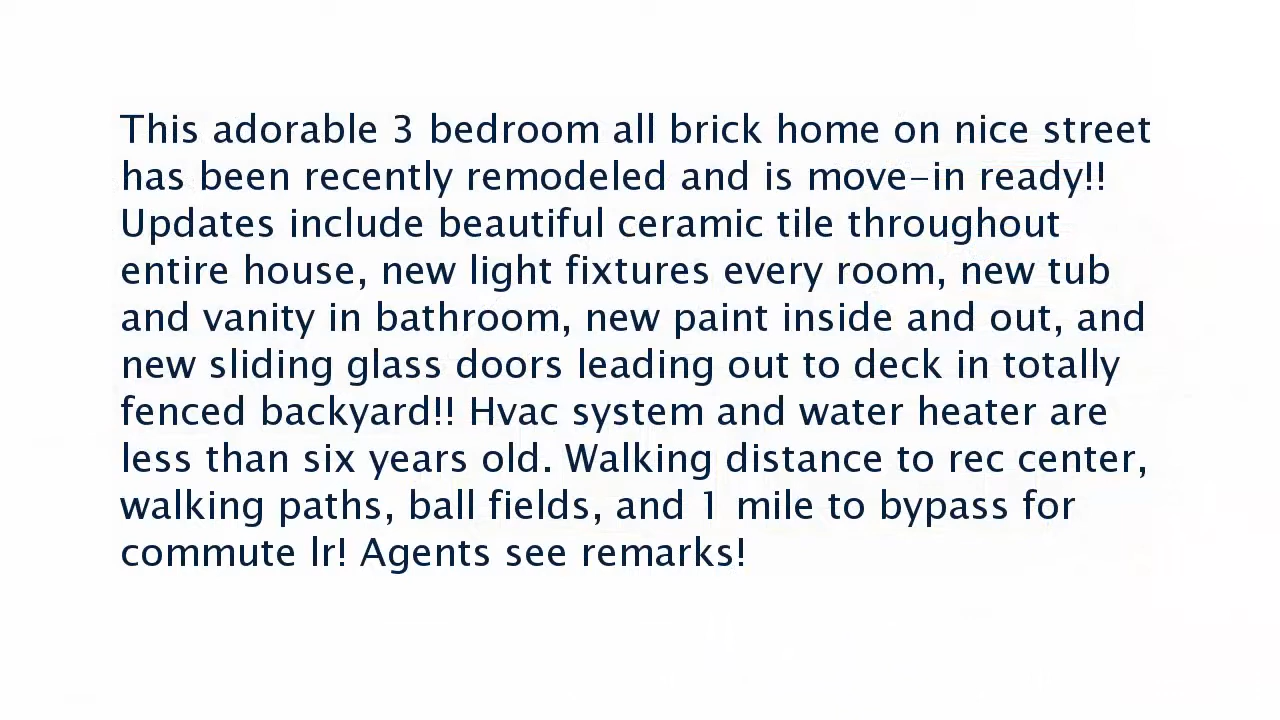 This adorable 3 bedroom all brick home on nice street
has been recently remodeled and is move-in ready!!
Updates include beautiful ceramic tile throughout
entire house, new light fixtures every room, new tub
and vanity in bathroom, new paint inside and out, and
new sliding glass doors leading out to deck in totally
fenced backyard!! Hvac system and water heater are
less than six years old. Walking distance to rec center,
walking paths, ball fields, and 1 mile to bypass for
commute lr! Agents see remarks!